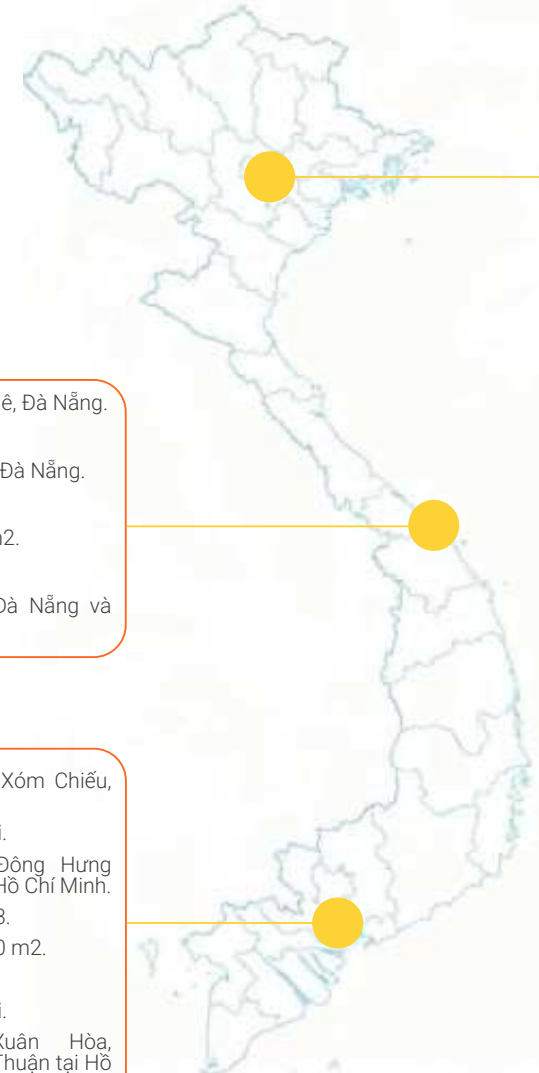 ê, Đà Nẵng.
Đà Nẵng.
m2.
Đà Nẵng và
Xóm Chiếu,
i.
Đông Hưng
Hồ Chí Minh.
3.
0 m2.
i.
Xuân Hòa,
Thuận tại Hồ